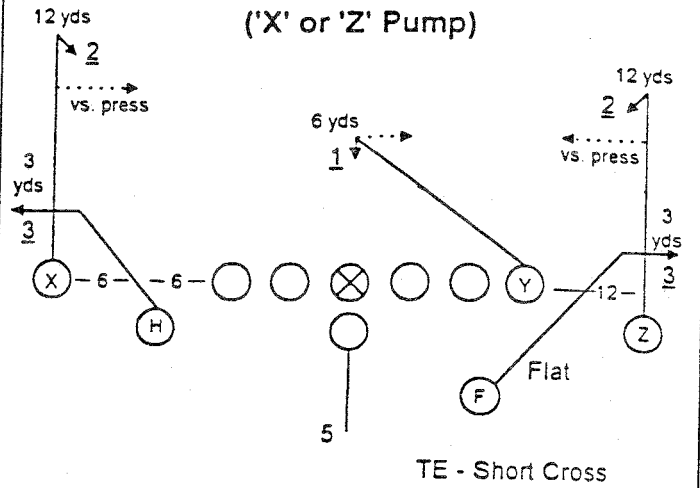 ('X' or 'Z' Pump)
12 yds
2
vs. press
12 yds
2
vs. press
6 yds
1
3
yds
3
3
yds
3
X
6
6
H
Y
12
Z
F
Flat
5
TE - Short Cross